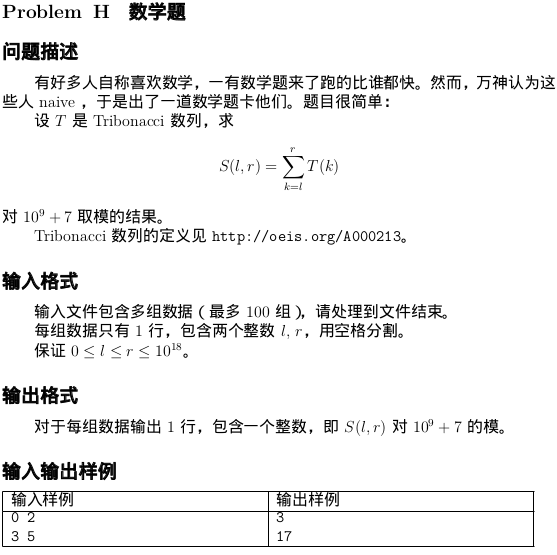 Problem H 数学题
问题描述
有好多人自称喜欢数学，一有数学题来了跑的比谁都快。然而，万神认为这
些人 naive ，于是出了一道数学题卡他们。题目很简单：
设 T 是 Tribonacci 数列，求
S(l, r) = ∑_{k=l}^{r} T(k)
对 10^9 + 7 取模的结果。
Tribonacci 数列的定义见 http://oeis.org/A000213。
输入格式
输入文件包含多组数据（最多 100 组），请处理到文件结束。
每组数据只有 1 行，包含两个整数 l, r，用空格分割。
保证 0 ≤ l ≤ r ≤ 10^18。
输出格式
对于每组数据输出 1 行，包含一个整数，即 S(l, r) 对 10^9 + 7 的模。
输入输出样例
输入样例 输出样例
0 2 3
3 5 17